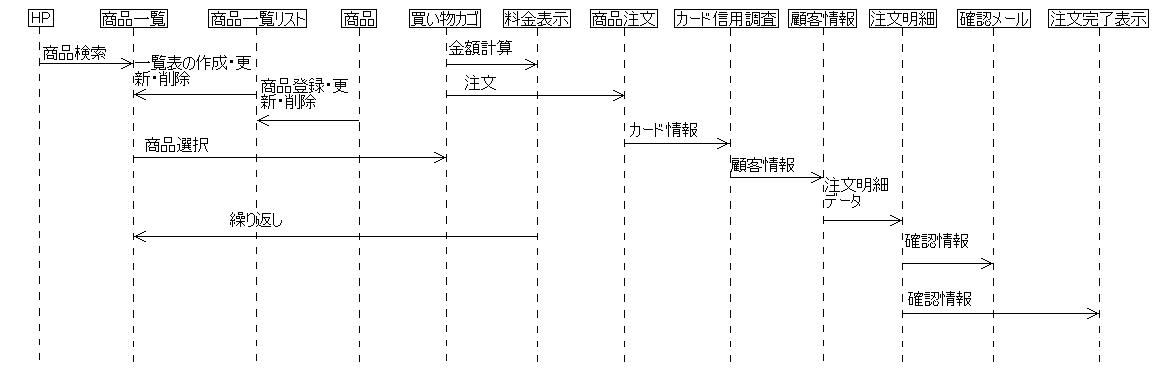 HP
商品一覧
商品一覧リスト
商品
買い物カゴ
料金表示
商品注文
カード信用調査
顧客情報
注文明細
確認メール
注文完了表示
商品検索
一覧表の作成・更
新・削除
商品登録・更
新・削除
金額計算
注文
カード情報
商品選択
顧客情報
注文明細
データ
繰り返し
確認情報
確認情報